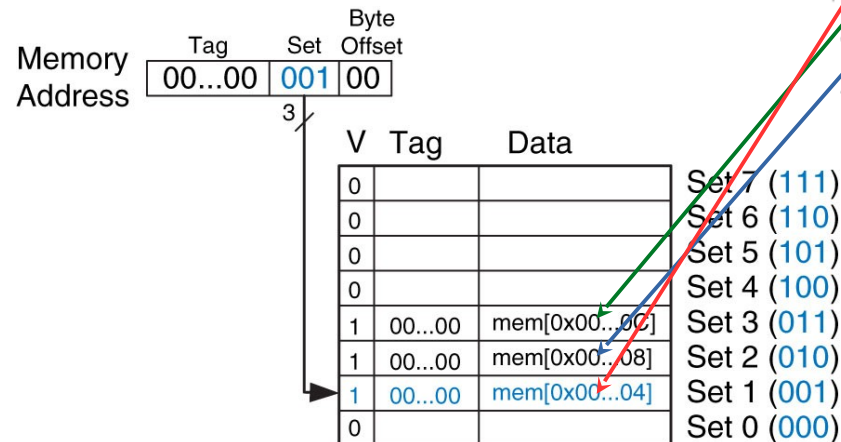 Byte
Tag Set Offset
Memory Address 00...00 001 00
3
V Tag Data
0 Set 7 (111)
0 Set 6 (110)
0 Set 5 (101)
0 Set 4 (100)
1 00...00 mem[0x00...0C] Set 3 (011)
1 00...00 mem[0x00...08] Set 2 (010)
1 00...00 mem[0x00...04] Set 1 (001)
0 Set 0 (000)